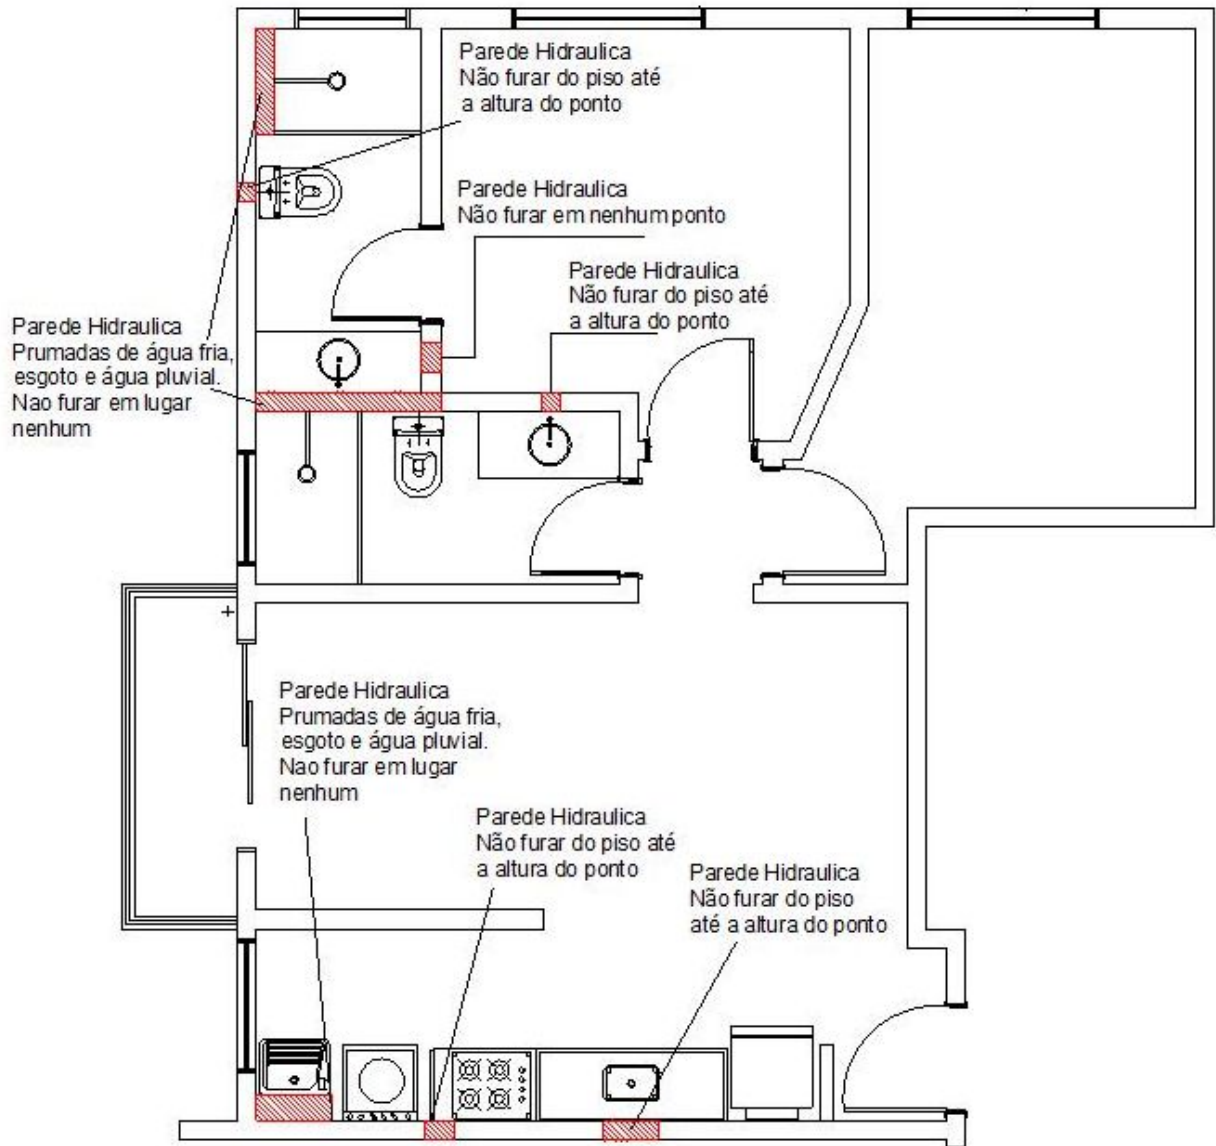 Parede Hidraulica
Não furar do piso até
a altura do ponto
Parede Hidraulica
Não furar em nenhum ponto
Parede Hidraulica
Não furar do piso até
a altura do ponto
Parede Hidraulica
Prumadas de água fria,
esgoto e água pluvial.
Nao furar em lugar
nenhum
Parede Hidraulica
Prumadas de água fria,
esgoto e água pluvial.
Nao furar em lugar
nenhum
Parede Hidraulica
Não furar do piso até
a altura do ponto
Parede Hidraulica
Não furar do piso
até a altura do ponto